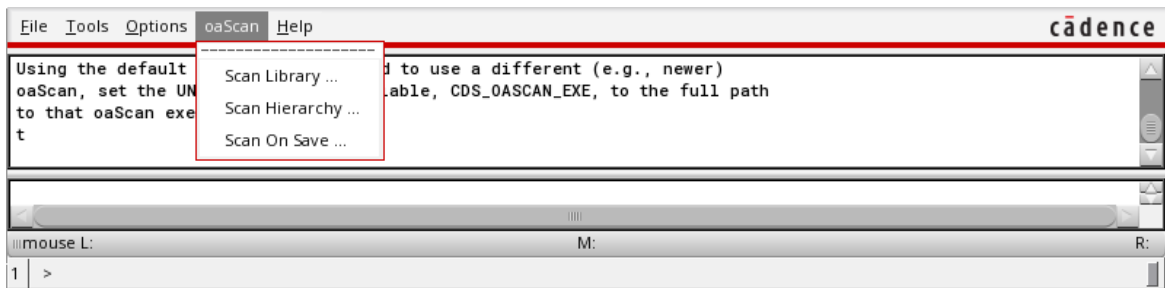 File Tools Options oaScan Help cādence
--------------------
Scan Library ...
Scan Hierarchy ...
Scan On Save ...
Using the default d to use a different (e.g., newer)
oaScan, set the UN able, CDS_OASCAN_EXE, to the full path
to that oaScan exe
t
mouse L: M: R:
1 >